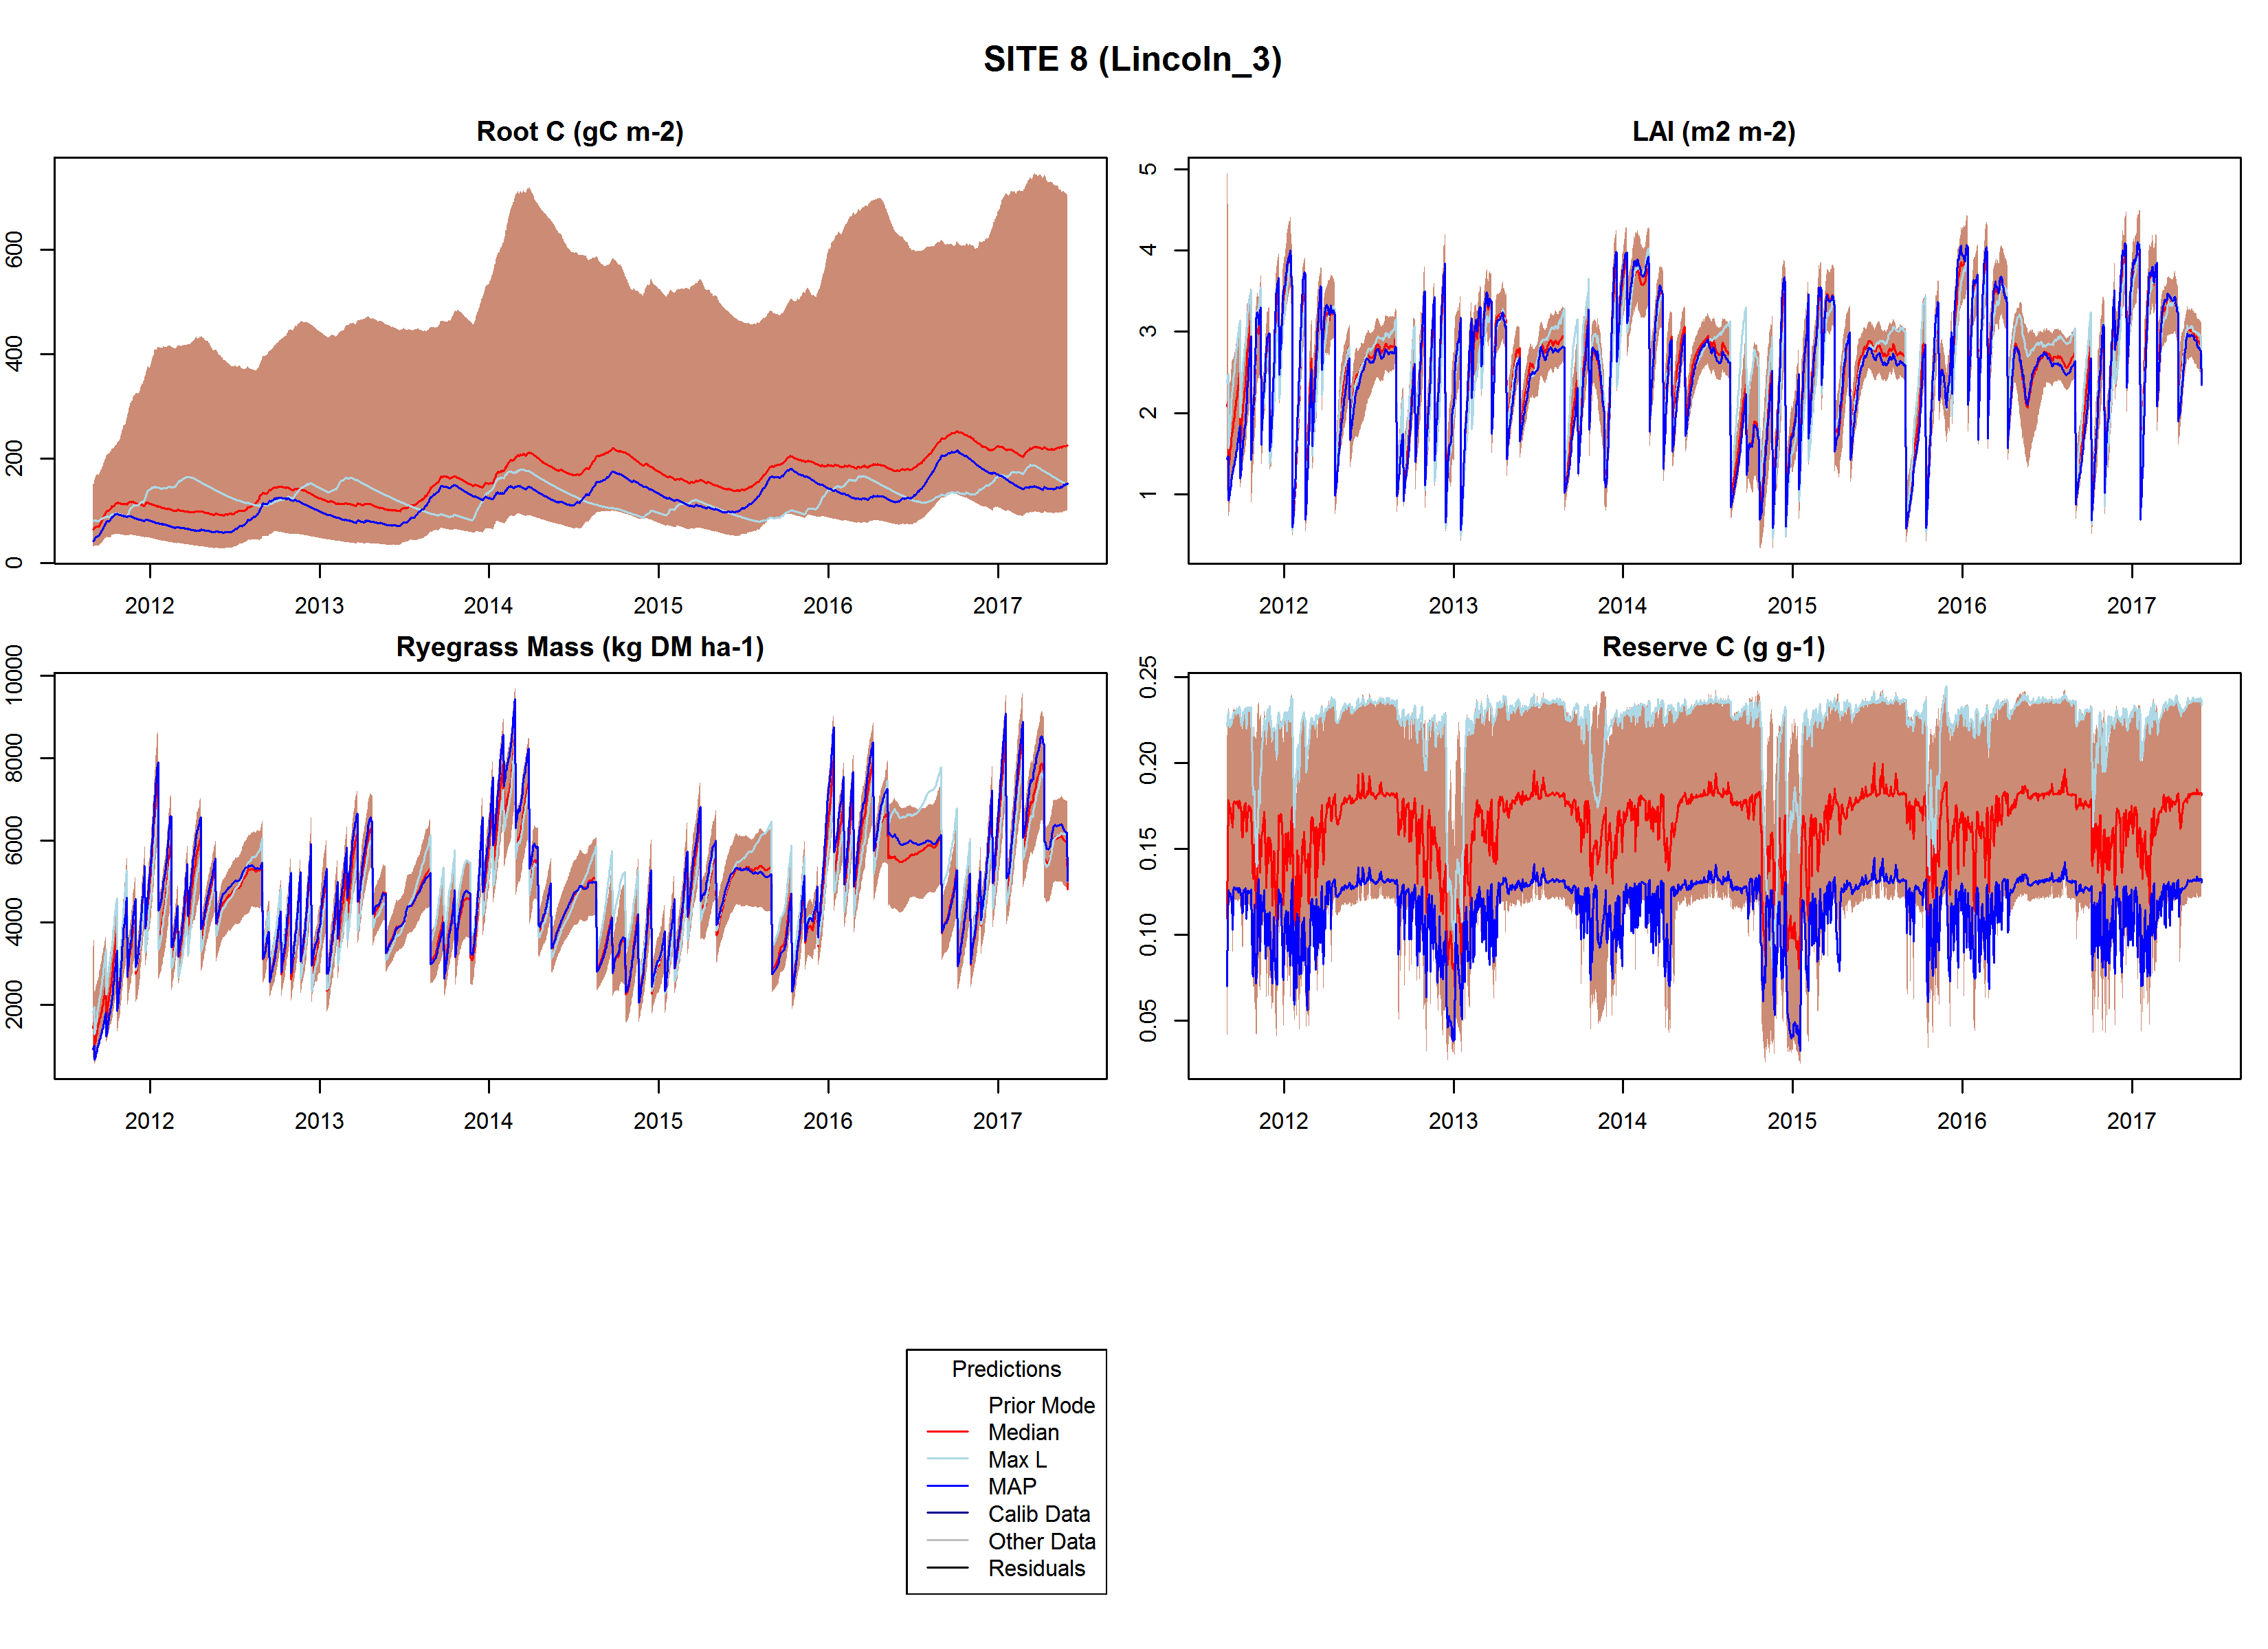 SITE 8 (Lincoln_3)
Root C (gC m-2)
0 200 400 600
2012 2013 2014 2015 2016 2017
LAI (m2 m-2)
1 2 3 4 5
2012 2013 2014 2015 2016 2017
Ryegrass Mass (kg DM ha-1)
2000 4000 6000 8000 10000
2012 2013 2014 2015 2016 2017
Reserve C (g g-1)
0.05 0.10 0.15 0.20 0.25
2012 2013 2014 2015 2016 2017
Predictions
Prior Mode
Median
Max L
MAP
Calib Data
Other Data
Residuals